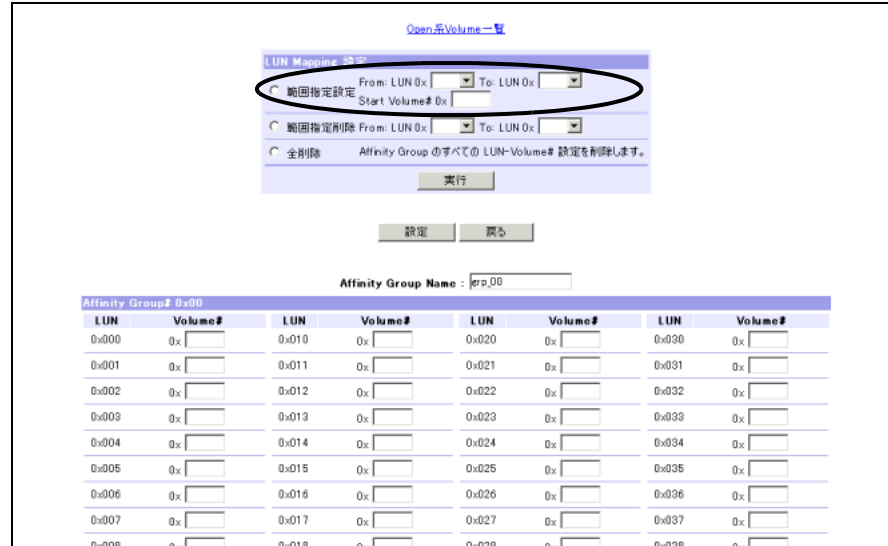 Open系Volume一覧
LUN Mapping 設定
範囲指定設定 From: LUN 0x To: LUN 0x
Start Volume# 0x
範囲指定削除 From: LUN 0x To: LUN 0x
全削除 Affinity Group のすべての LUN-Volume# 設定を削除します。
実行
設定 戻る
Affinity Group Name : erp_00
Affinity Group# 0x00
LUN Volume# LUN Volume# LUN Volume# LUN Volume#
0x000 0x 0x010 0x 0x020 0x 0x030 0x
0x001 0x 0x011 0x 0x021 0x 0x031 0x
0x002 0x 0x012 0x 0x022 0x 0x032 0x
0x003 0x 0x013 0x 0x023 0x 0x033 0x
0x004 0x 0x014 0x 0x024 0x 0x034 0x
0x005 0x 0x015 0x 0x025 0x 0x035 0x
0x006 0x 0x016 0x 0x026 0x 0x036 0x
0x007 0x 0x017 0x 0x027 0x 0x037 0x